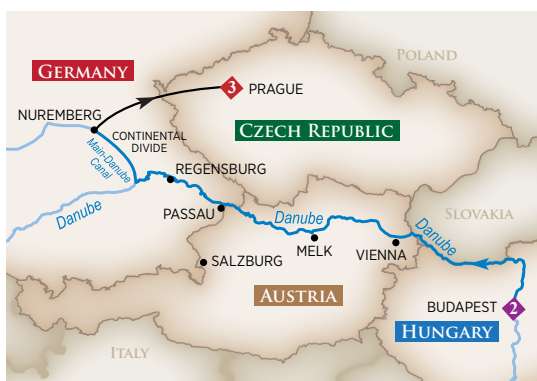 POLAND
GERMANY
3
PRAGUE
NUREMBERG
CONTINENTAL
DIVIDE
CZECH REPUBLIC
Main-Danube
Canal
REGENSBURG
Danube
PASSAU
Danube
SLOVAKIA
Danube
MELK
VIENNA
SALZBURG
AUSTRIA
BUDAPEST
2
HUNGARY
ITALY